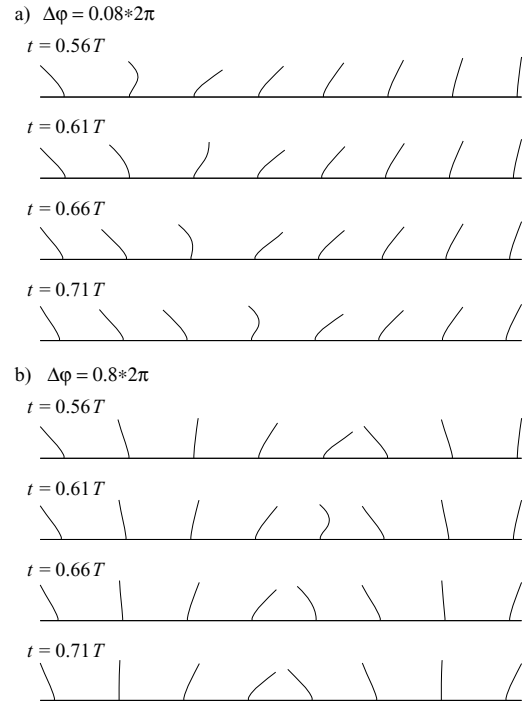 a) Δφ = 0.08*2π
t = 0.56T
t = 0.61T
t = 0.66T
t = 0.71T
b) Δφ = 0.8*2π
t = 0.56T
t = 0.61T
t = 0.66T
t = 0.71T